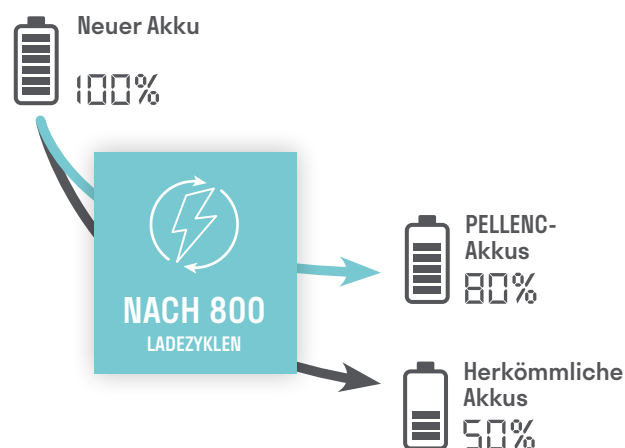 Neuer Akku
100%
NACH 800
LADEZYKLEN
PELLENC-
Akkus
80%
Herkömmliche
Akkus
50%